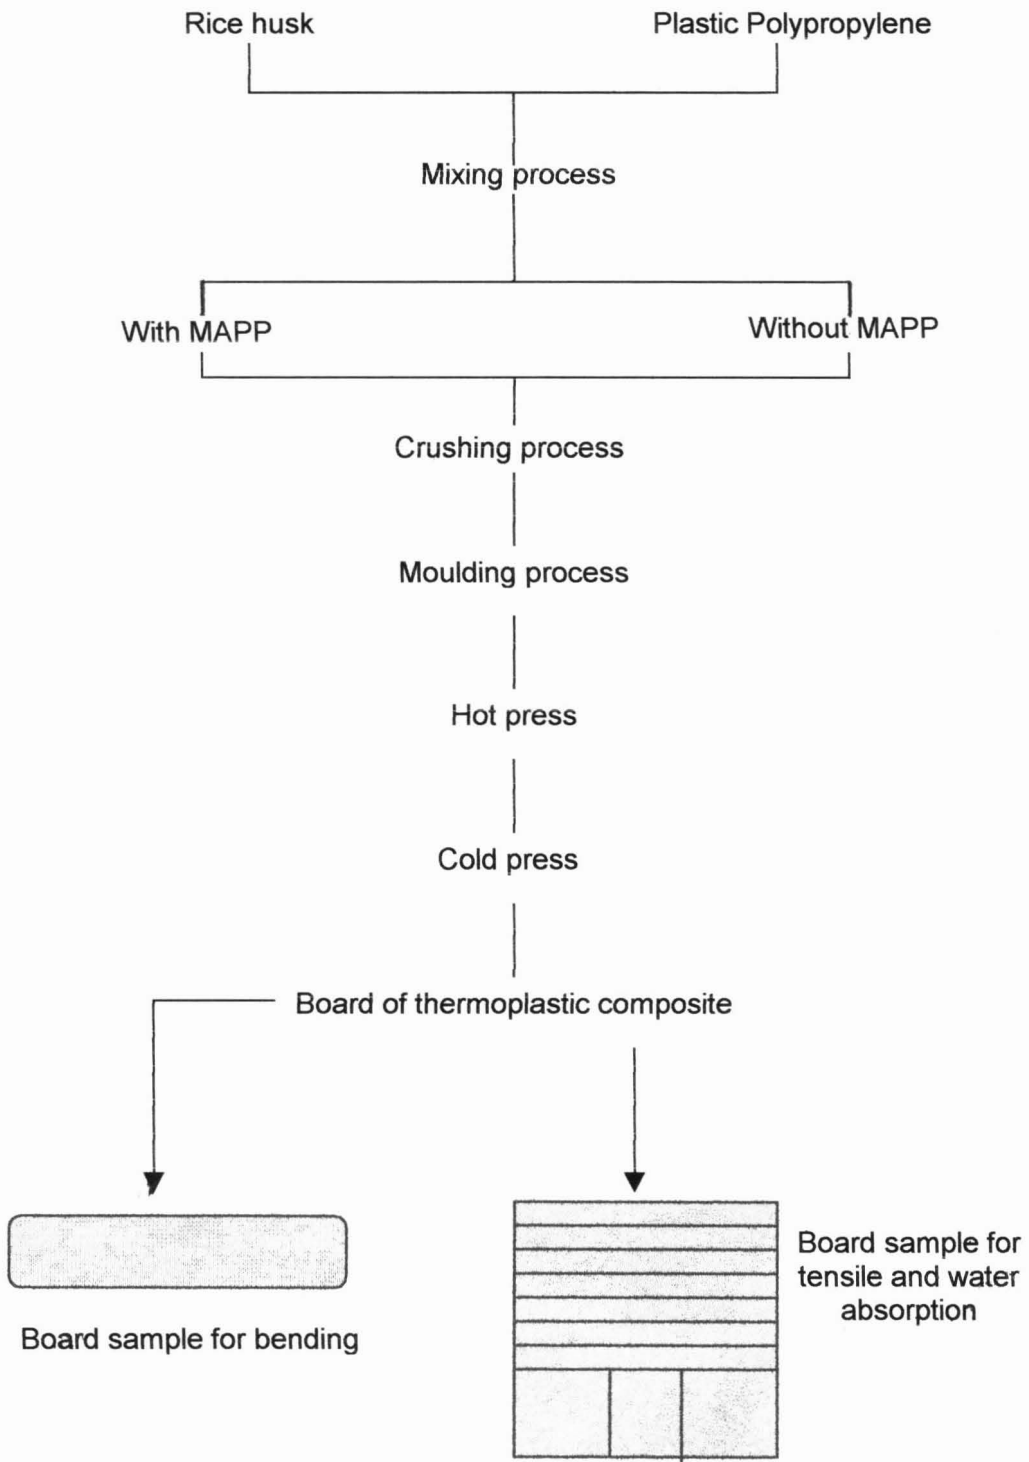 Rice husk
Plastic Polypropylene
Mixing process
With MAPP
Without MAPP
Crushing process
Moulding process
Hot press
Cold press
Board of thermoplastic composite
Board sample for
tensile and water
absorption
Board sample for bending